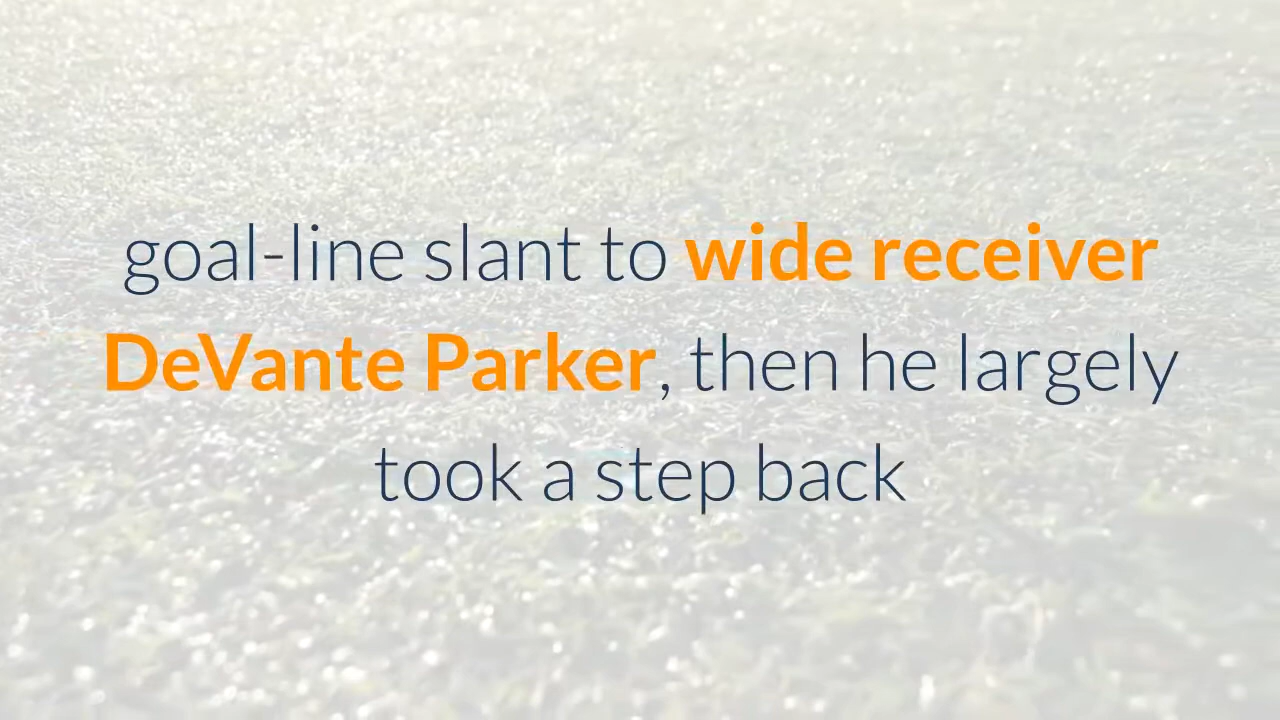 goal-line slant to wide receiver
DeVante Parker, then he largely
took a step back